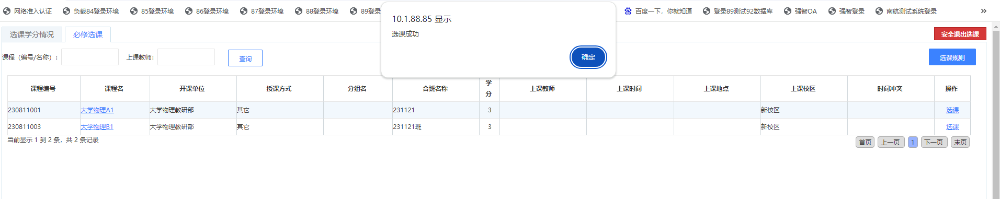 网络准入认证 负载84登录环境 85登录环境 86登录环境 87登录环境 88登录环境 89登录 百度一下，你就知道 登录89测试92数据库 强智OA 强智登录 南航测试系统登录 »
10.1.88.85 显示
选课成功
确定
选课学分情况 必修选课 安全退出选课
课程（编号/名称）: 上课教师: 查询 选课规则
课程编号 课程名 开课单位 授课方式 分组名 合班名称 学分 上课教师 上课时间 上课地点 上课校区 时间冲突 操作
230811001 大学物理A1 大学物理教研部 其它 231121 3 新校区 选课
230811003 大学物理B1 大学物理教研部 其它 231121班 3 新校区 选课
当前显示 1 到 2 条，共 2 条记录 首页 上一页 1 下一页 末页